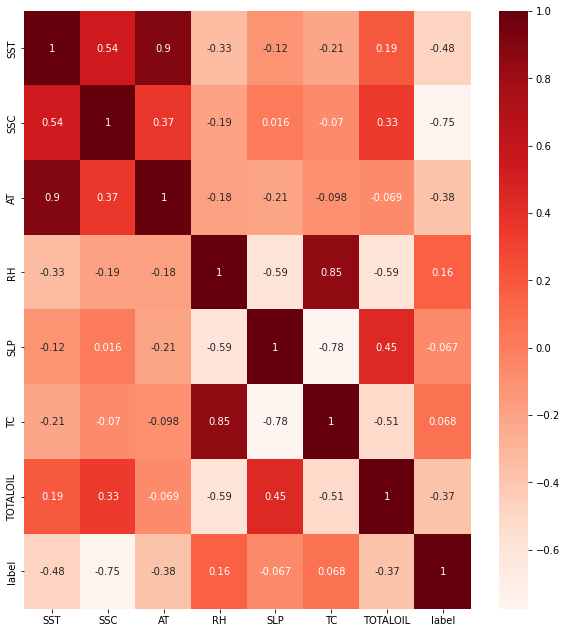 SST 1 0.54 0.9 -0.33 -0.12 -0.21 0.19 -0.48
SSC 0.54 1 0.37 -0.19 0.016 -0.07 0.33 -0.75
AT 0.9 0.37 1 -0.18 -0.21 -0.098 -0.069 -0.38
RH -0.33 -0.19 -0.18 1 -0.59 0.85 -0.59 0.16
SLP -0.12 0.016 -0.21 -0.59 1 -0.78 0.45 -0.067
TC -0.21 -0.07 -0.098 0.85 -0.78 1 -0.51 0.068
TOTALOIL 0.19 0.33 -0.069 -0.59 0.45 -0.51 1 -0.37
label -0.48 -0.75 -0.38 0.16 -0.067 0.068 -0.37 1
SST SSC AT RH SLP TC TOTALOIL label
1.0
0.8
0.6
0.4
0.2
0.0
-0.2
-0.4
-0.6